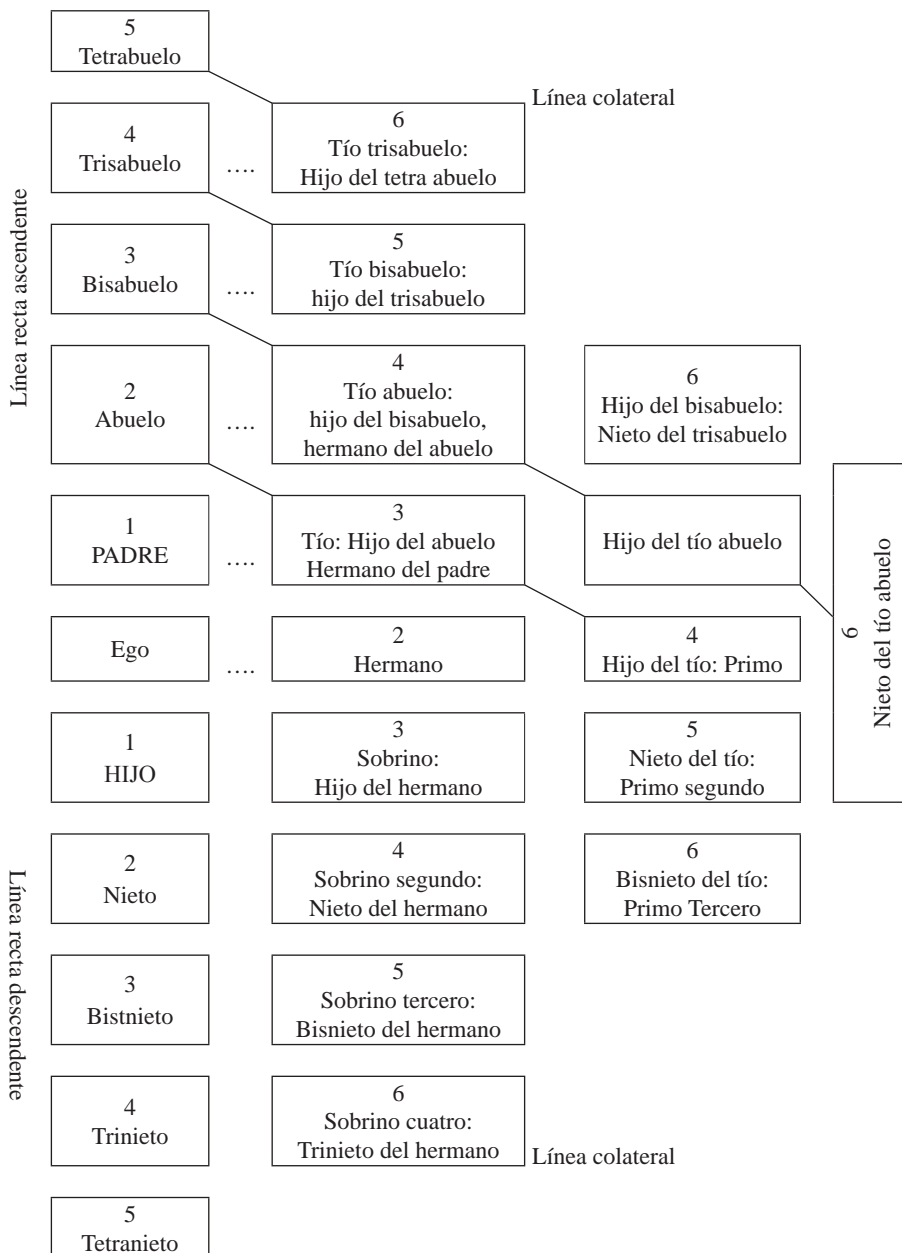 5
Tetrabuelo
Línea colateral
4
Trisabuelo
….
6
Tío trisabuelo:
Hijo del tetra abuelo
Línea recta ascendente
3
Bisabuelo
….
5
Tío bisabuelo:
hijo del trisabuelo
2
Abuelo
….
4
Tío abuelo:
hijo del bisabuelo,
hermano del abuelo
6
Hijo del bisabuelo:
Nieto del trisabuelo
1
PADRE
….
3
Tío: Hijo del abuelo
Hermano del padre
Hijo del tío abuelo
6
Nieto del tío abuelo
Ego
….
2
Hermano
4
Hijo del tío: Primo
1
HIJO
3
Sobrino:
Hijo del hermano
5
Nieto del tío:
Primo segundo
Línea recta descendente
2
Nieto
4
Sobrino segundo:
Nieto del hermano
6
Bisnieto del tío:
Primo Tercero
3
Bistnieto
5
Sobrino tercero:
Bisnieto del hermano
4
Trinieto
6
Sobrino cuatro:
Trinieto del hermano
Línea colateral
5
Tetranieto